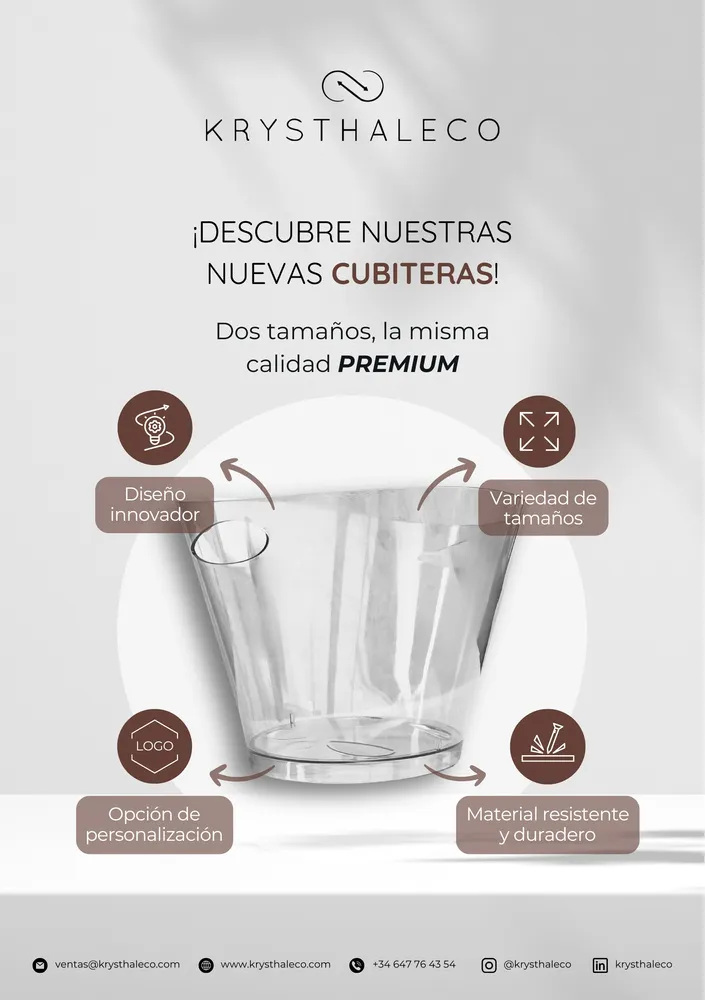 KRYSTHALECO
¡DESCUBRE NUESTRAS
NUEVAS CUBITERAS!
Dos tamaños, la misma
calidad PREMIUM
Diseño
innovador
Variedad de
tamaños
LOGO
Opción de
personalización
Material resistente
y duradero
ventas@krysthaleco.com
www.krysthaleco.com
+34 647 76 43 54
@krysthaleco
krysthaleco